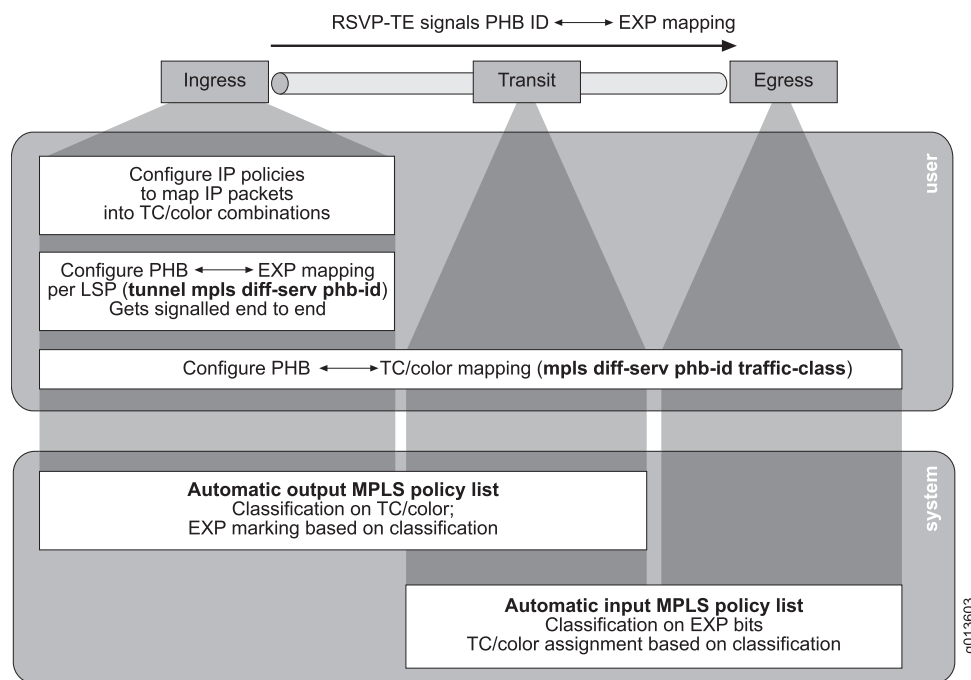 RSVP-TE signals PHB ID ⟷ EXP mapping
Ingress
Transit
Egress
user
Configure IP policies
to map IP packets
into TC/color combinations
Configure PHB ⟷ EXP mapping
per LSP (tunnel mpls diff-serv phb-id)
Gets signalled end to end
Configure PHB ⟷ TC/color mapping (mpls diff-serv phb-id traffic-class)
system
Automatic output MPLS policy list
Classification on TC/color;
EXP marking based on classification
Automatic input MPLS policy list
Classification on EXP bits
TC/color assignment based on classification
g013603